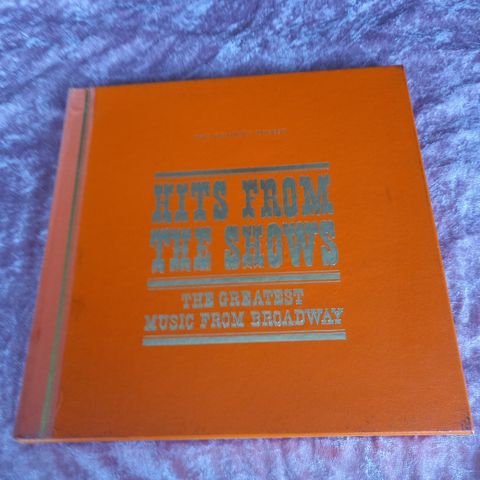 HITS FROM
THE SHOWS
THE GREATEST
MUSIC FROM BROADWAY